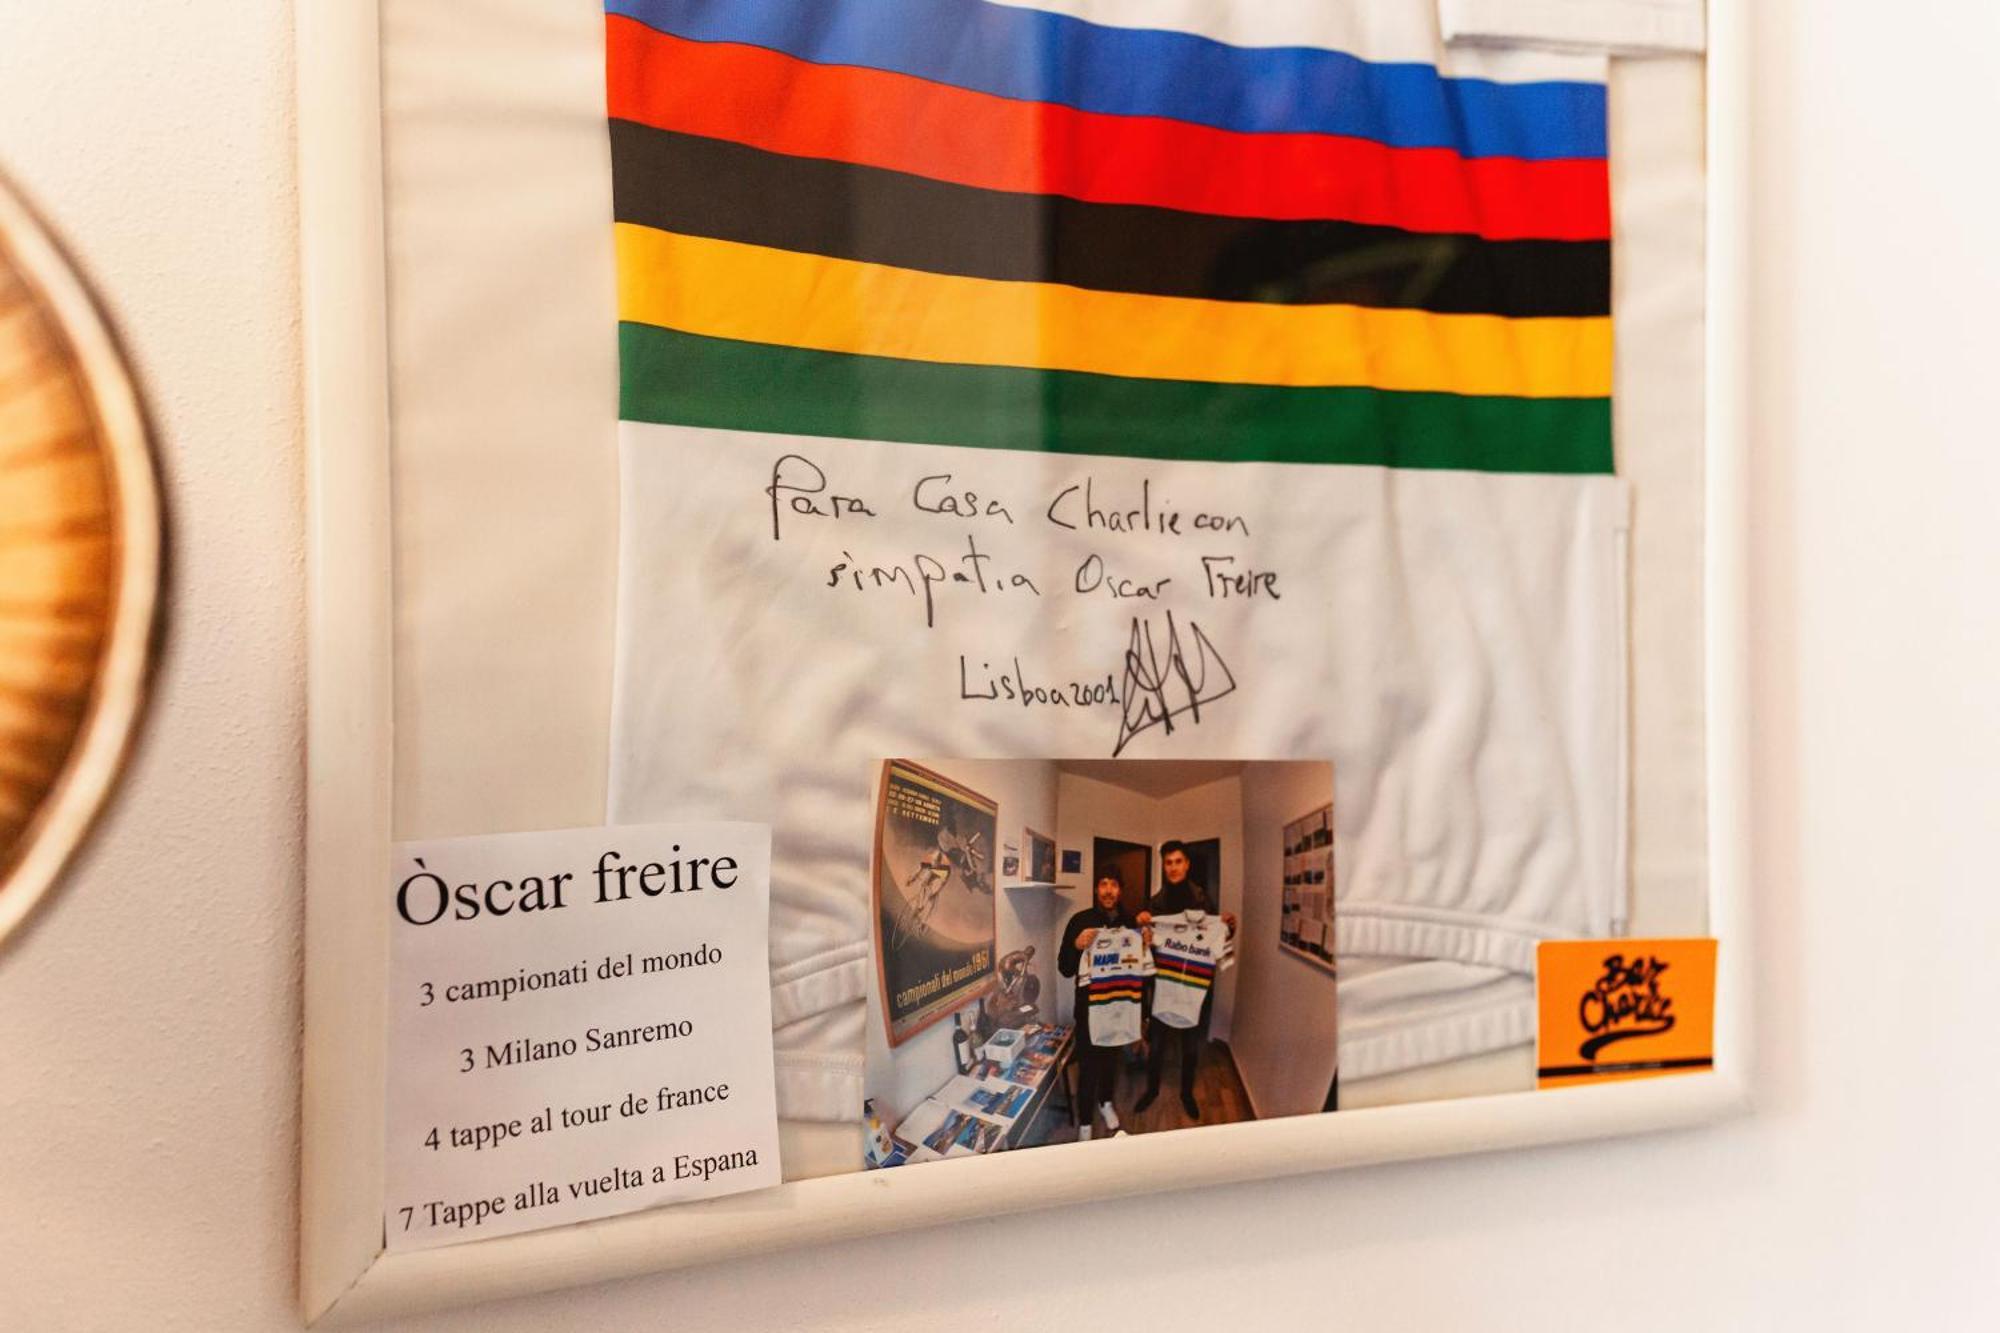 Para Casa Charlie con
simpatia Oscar Freire
Lisboa 2001
Òscar freire
3 campionati del mondo
3 Milano Sanremo
4 tappe al tour de france
7 Tappe alla vuelta a Espana
campionati del mondo 1951
MAPEI
Rabobank
Bar
Charlie